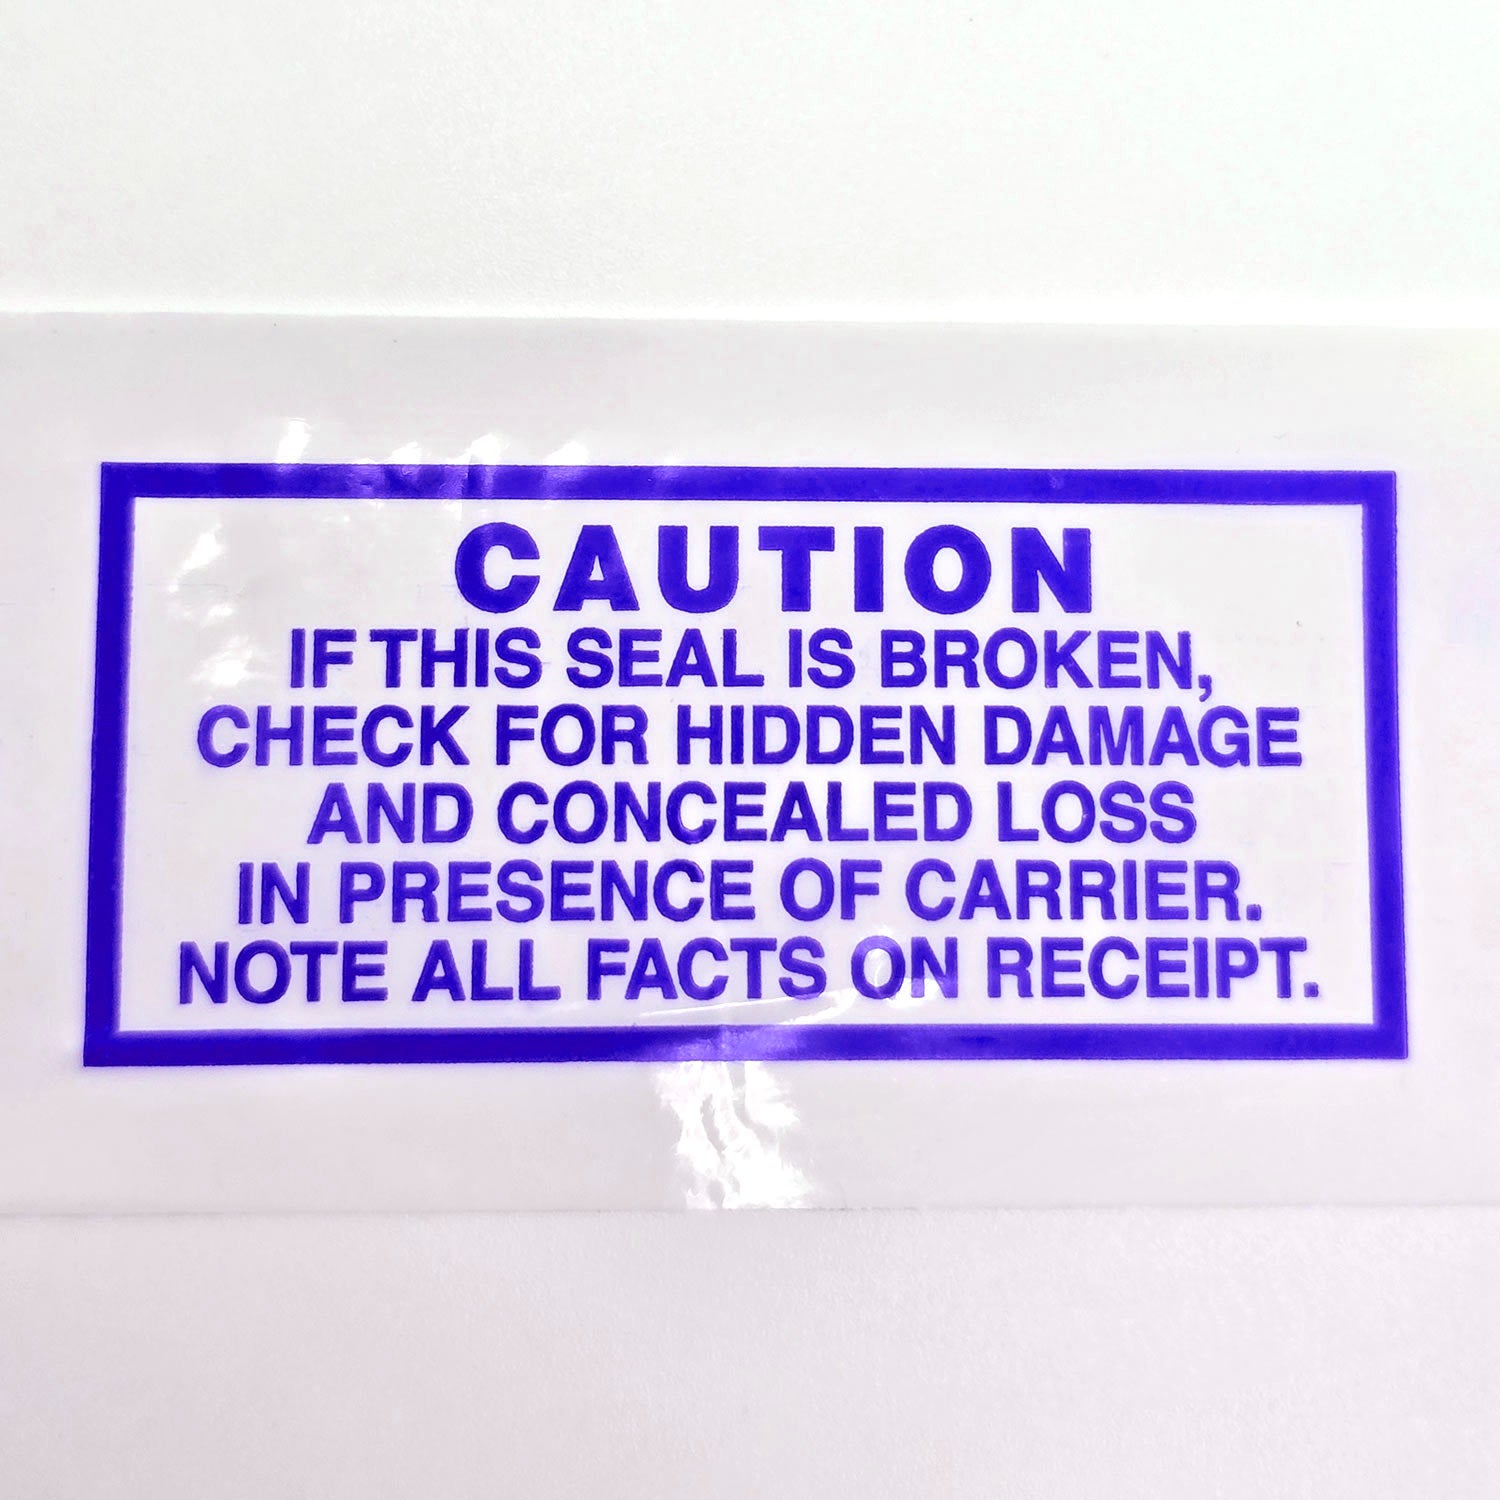 CAUTION
IF THIS SEAL IS BROKEN,
CHECK FOR HIDDEN DAMAGE
AND CONCEALED LOSS
IN PRESENCE OF CARRIER.
NOTE ALL FACTS ON RECEIPT.